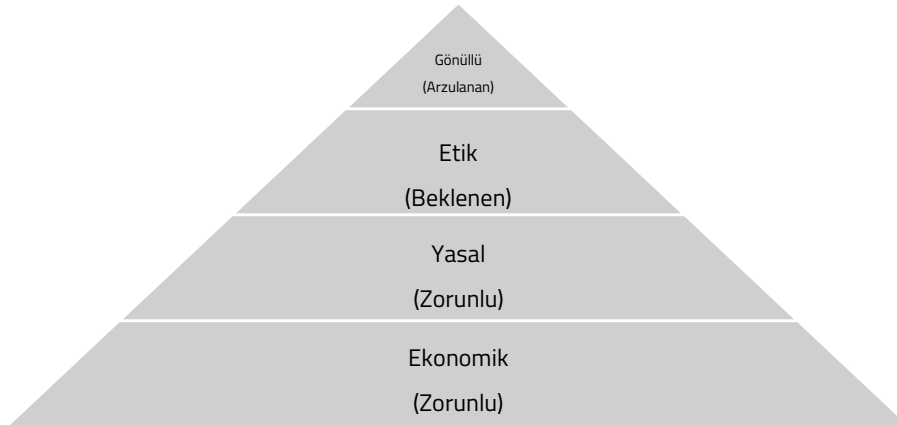 Gönüllü
(Arzulanan)
Etik
(Beklenen)
Yasal
(Zorunlu)
Ekonomik
(Zorunlu)